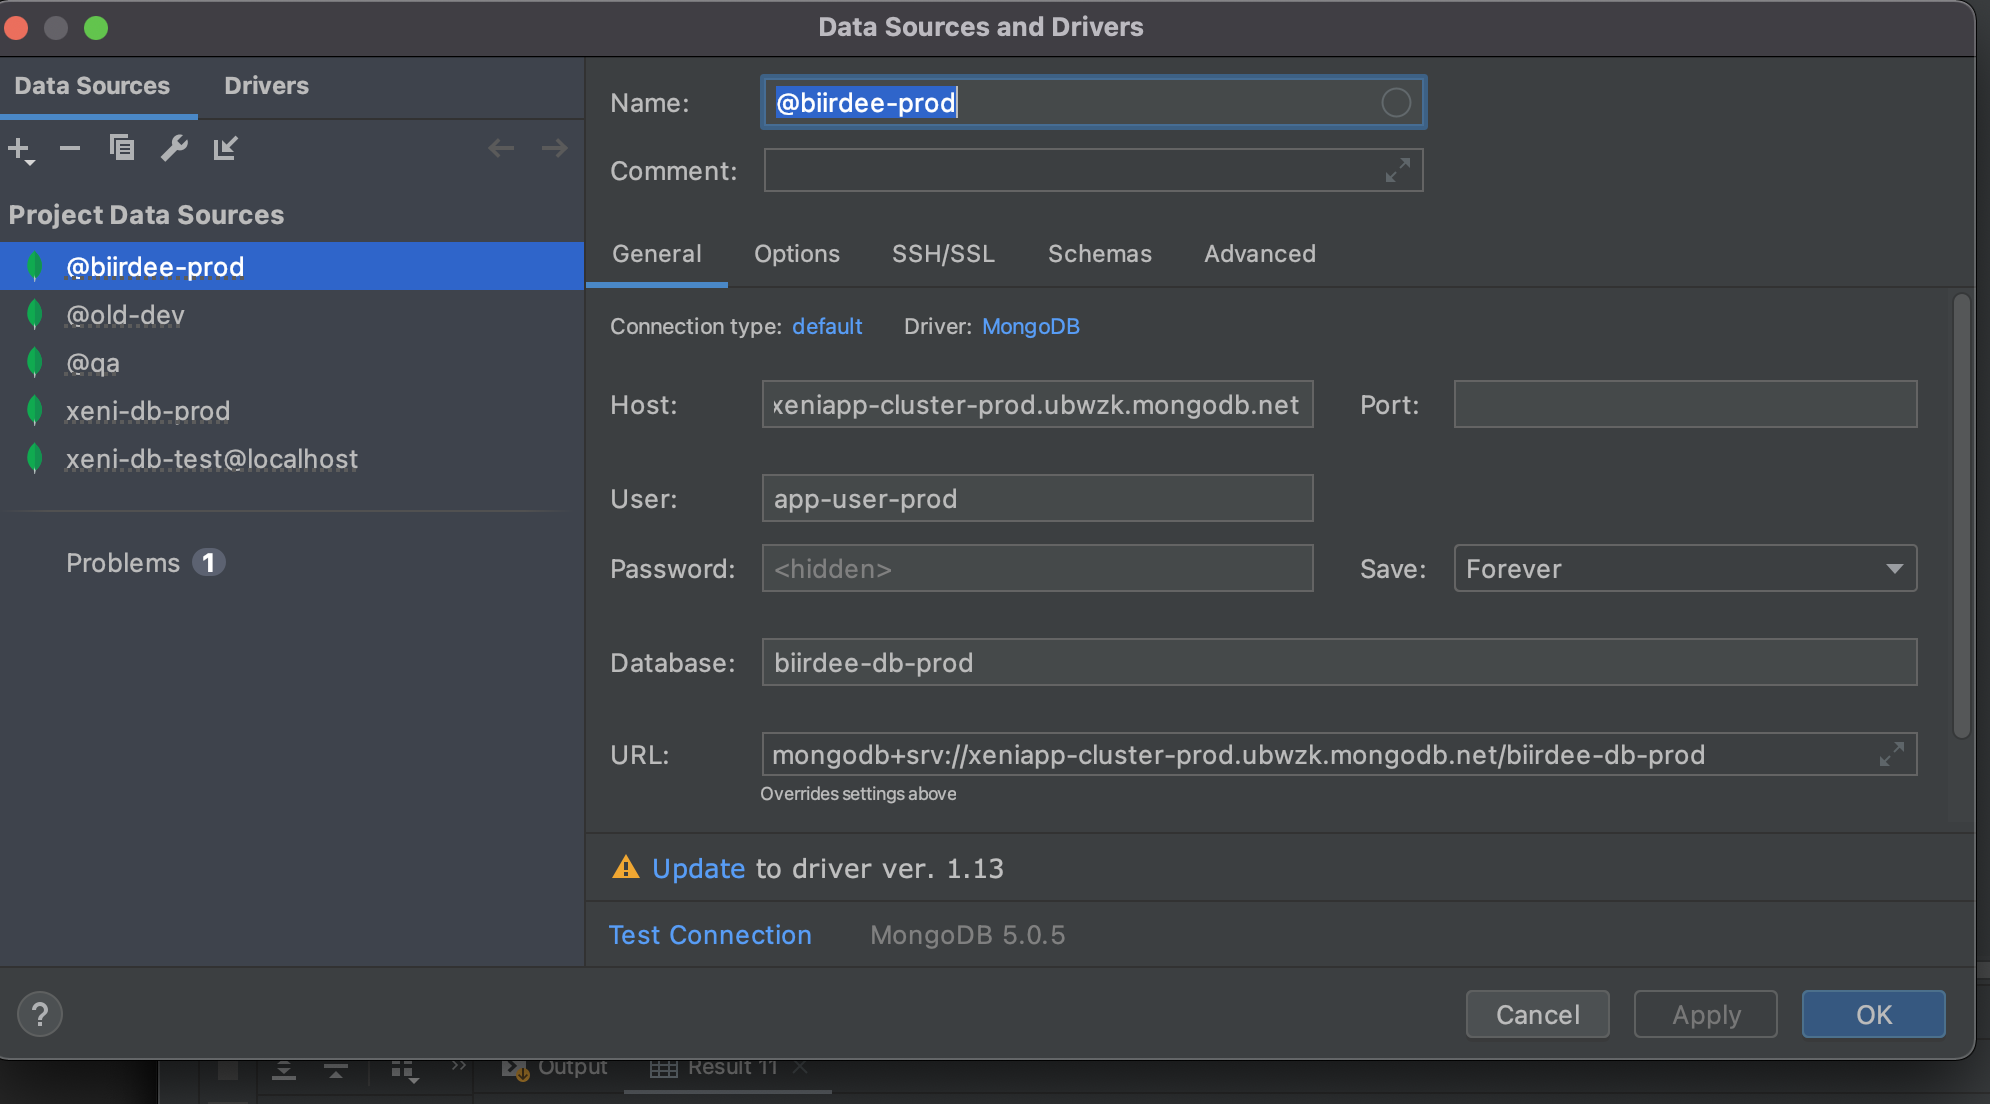 Data Sources and Drivers
Data Sources Drivers
Project Data Sources
@biirdee-prod
@old-dev
@qa
xeni-db-prod
xeni-db-test@localhost
Problems 1
Name: @biirdee-prod
Comment:
General Options SSH/SSL Schemas Advanced
Connection type: default Driver: MongoDB
Host: xeniapp-cluster-prod.ubwzk.mongodb.net Port:
User: app-user-prod
Password: <hidden> Save: Forever
Database: biirdee-db-prod
URL: mongodb+srv://xeniapp-cluster-prod.ubwzk.mongodb.net/biirdee-db-prod
Overrides settings above
Update to driver ver. 1.13
Test Connection MongoDB 5.0.5
? Cancel Apply OK
Output Result 11